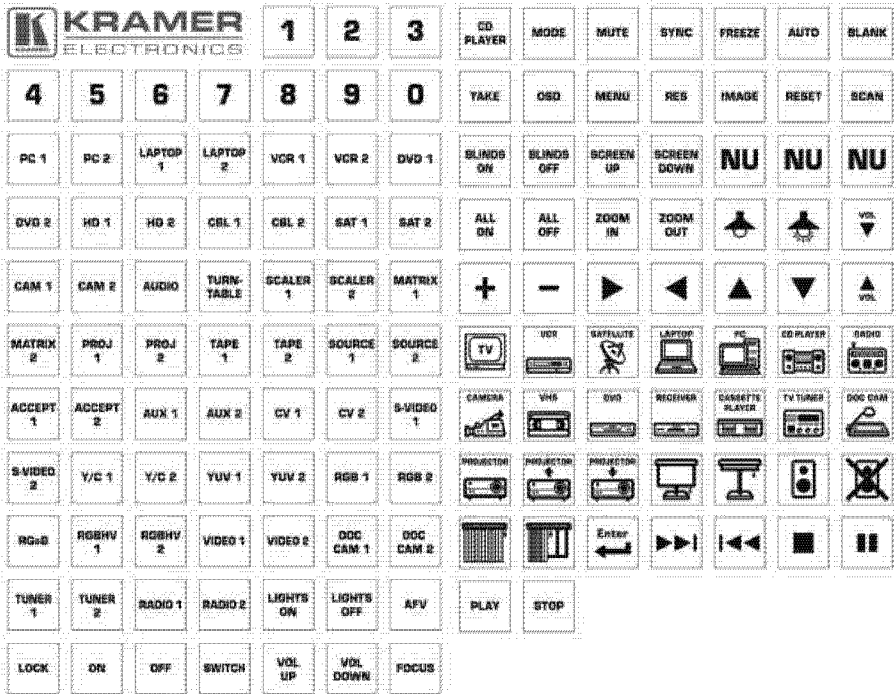 KRAMER
ELECTRONICS
1 2 3
4 5 6 7 8 9 0
PC 1 PC 2 LAPTOP 1 LAPTOP 2 VCR 1 VCR 2 DVD 1
DVD 2 HD 1 HD 2 CBL 1 CBL 2 SAT 1 SAT 2
CAM 1 CAM 2 AUDIO TURN-TABLE SCALER 1 SCALER 2 MATRIX 1
MATRIX 2 PROJ 1 PROJ 2 TAPE 1 TAPE 2 SOURCE 1 SOURCE 2
ACCEPT 1 ACCEPT 2 AUX 1 AUX 2 CV 1 CV 2 S-VIDEO 1
S-VIDEO 2 Y/C 1 Y/C 2 YUV 1 YUV 2 RGB 1 RGB 2
RGsB RGBHV 1 RGBHV 2 VIDEO 1 VIDEO 2 DOC CAM 1 DOC CAM 2
TUNER 1 TUNER 2 RADIO 1 RADIO 2 LIGHTS ON LIGHTS OFF AFV
LOCK ON OFF SWITCH VOL UP VOL DOWN FOCUS
CD PLAYER MODE MUTE SYNC FREEZE AUTO BLANK
TAKE OSD MENU RES IMAGE RESET SCAN
BLINDS ON BLINDS OFF SCREEN UP SCREEN DOWN NU NU NU
ALL ON ALL OFF ZOOM IN ZOOM OUT VOL
+ − VOL
TV VCR SATELLITE LAPTOP PC CD PLAYER RADIO
CAMERA VHS DVD RECEIVER CASSETTE PLAYER TV TUNER DOC CAM
PROJECTOR PROJECTOR PROJECTOR
Enter
PLAY STOP